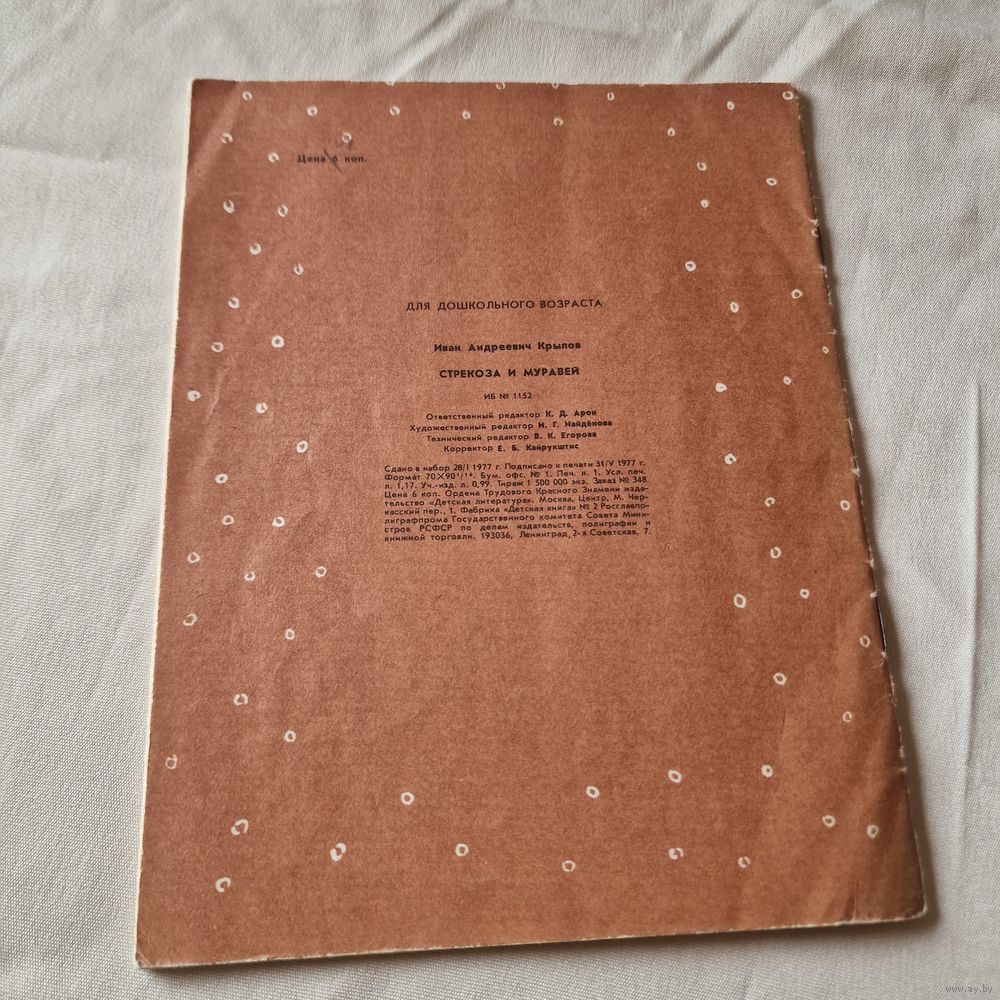 Цена 6 коп.
ДЛЯ ДОШКОЛЬНОГО ВОЗРАСТА
Иван Андреевич Крылов
СТРЕКОЗА И МУРАВЕЙ
ИБ № 1152
Ответственный редактор К. Д. Арон
Художественный редактор И. Г. Найдёнова
Технический редактор В. К. Егорова
Корректор Е. Б. Кайрукштис
Сдано в набор 28/I 1977 г. Подписано к печати 31/V 1977 г.
Формат 70×90¹/₁₆. Бум. офс. № 1. Печ. л. 1. Усл. печ.
л. 1,17. Уч.-изд. л. 0,99. Тираж 1 500 000 экз. Заказ № 348.
Цена 6 коп. Ордена Трудового Красного Знамени изда-
тельство «Детская литература». Москва, Центр, М. Чер-
касский пер., 1. Фабрика «Детская книга» № 2 Росглавпо-
лиграфпрома Государственного комитета Совета Мини-
стров РСФСР по делам издательств, полиграфии и
книжной торговли. 193036, Ленинград, 2-я Советская, 7.
www.ay.by